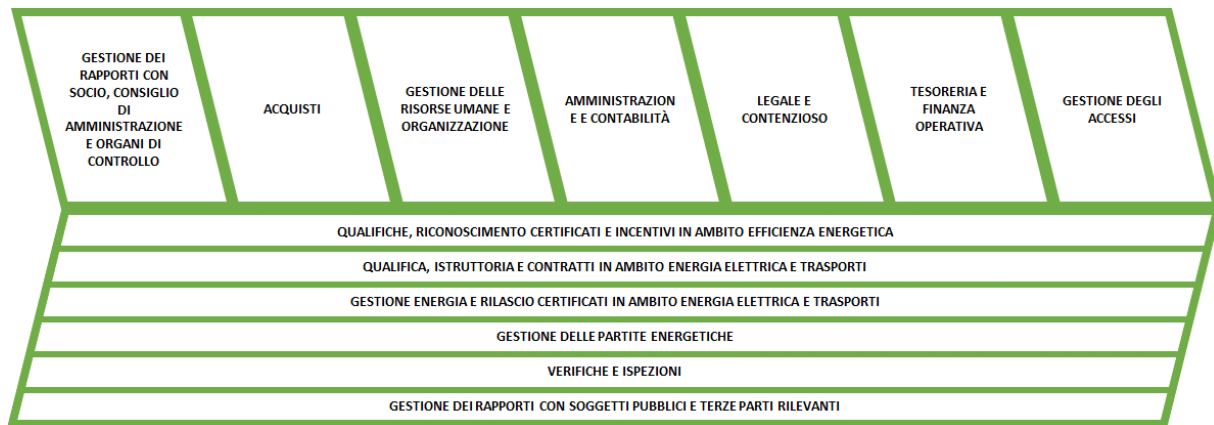 GESTIONE DEI
RAPPORTI CON
SOCIO, CONSIGLIO
DI
AMMINISTRAZIONE
E ORGANI DI
CONTROLLO
ACQUISTI
GESTIONE DELLE
RISORSE UMANE E
ORGANIZZAZIONE
AMMINISTRAZION
E E CONTABILITÀ
LEGALE E
CONTENZIOSO
TESORERIA E
FINANZA
OPERATIVA
GESTIONE DEGLI
ACCESSI
QUALIFICHE, RICONOSCIMENTO CERTIFICATI E INCENTIVI IN AMBITO EFFICIENZA ENERGETICA
QUALIFICA, ISTRUTTORIA E CONTRATTI IN AMBITO ENERGIA ELETTRICA E TRASPORTI
GESTIONE ENERGIA E RILASCIO CERTIFICATI IN AMBITO ENERGIA ELETTRICA E TRASPORTI
GESTIONE DELLE PARTITE ENERGETICHE
VERIFICHE E ISPEZIONI
GESTIONE DEI RAPPORTI CON SOGGETTI PUBBLICI E TERZE PARTI RILEVANTI